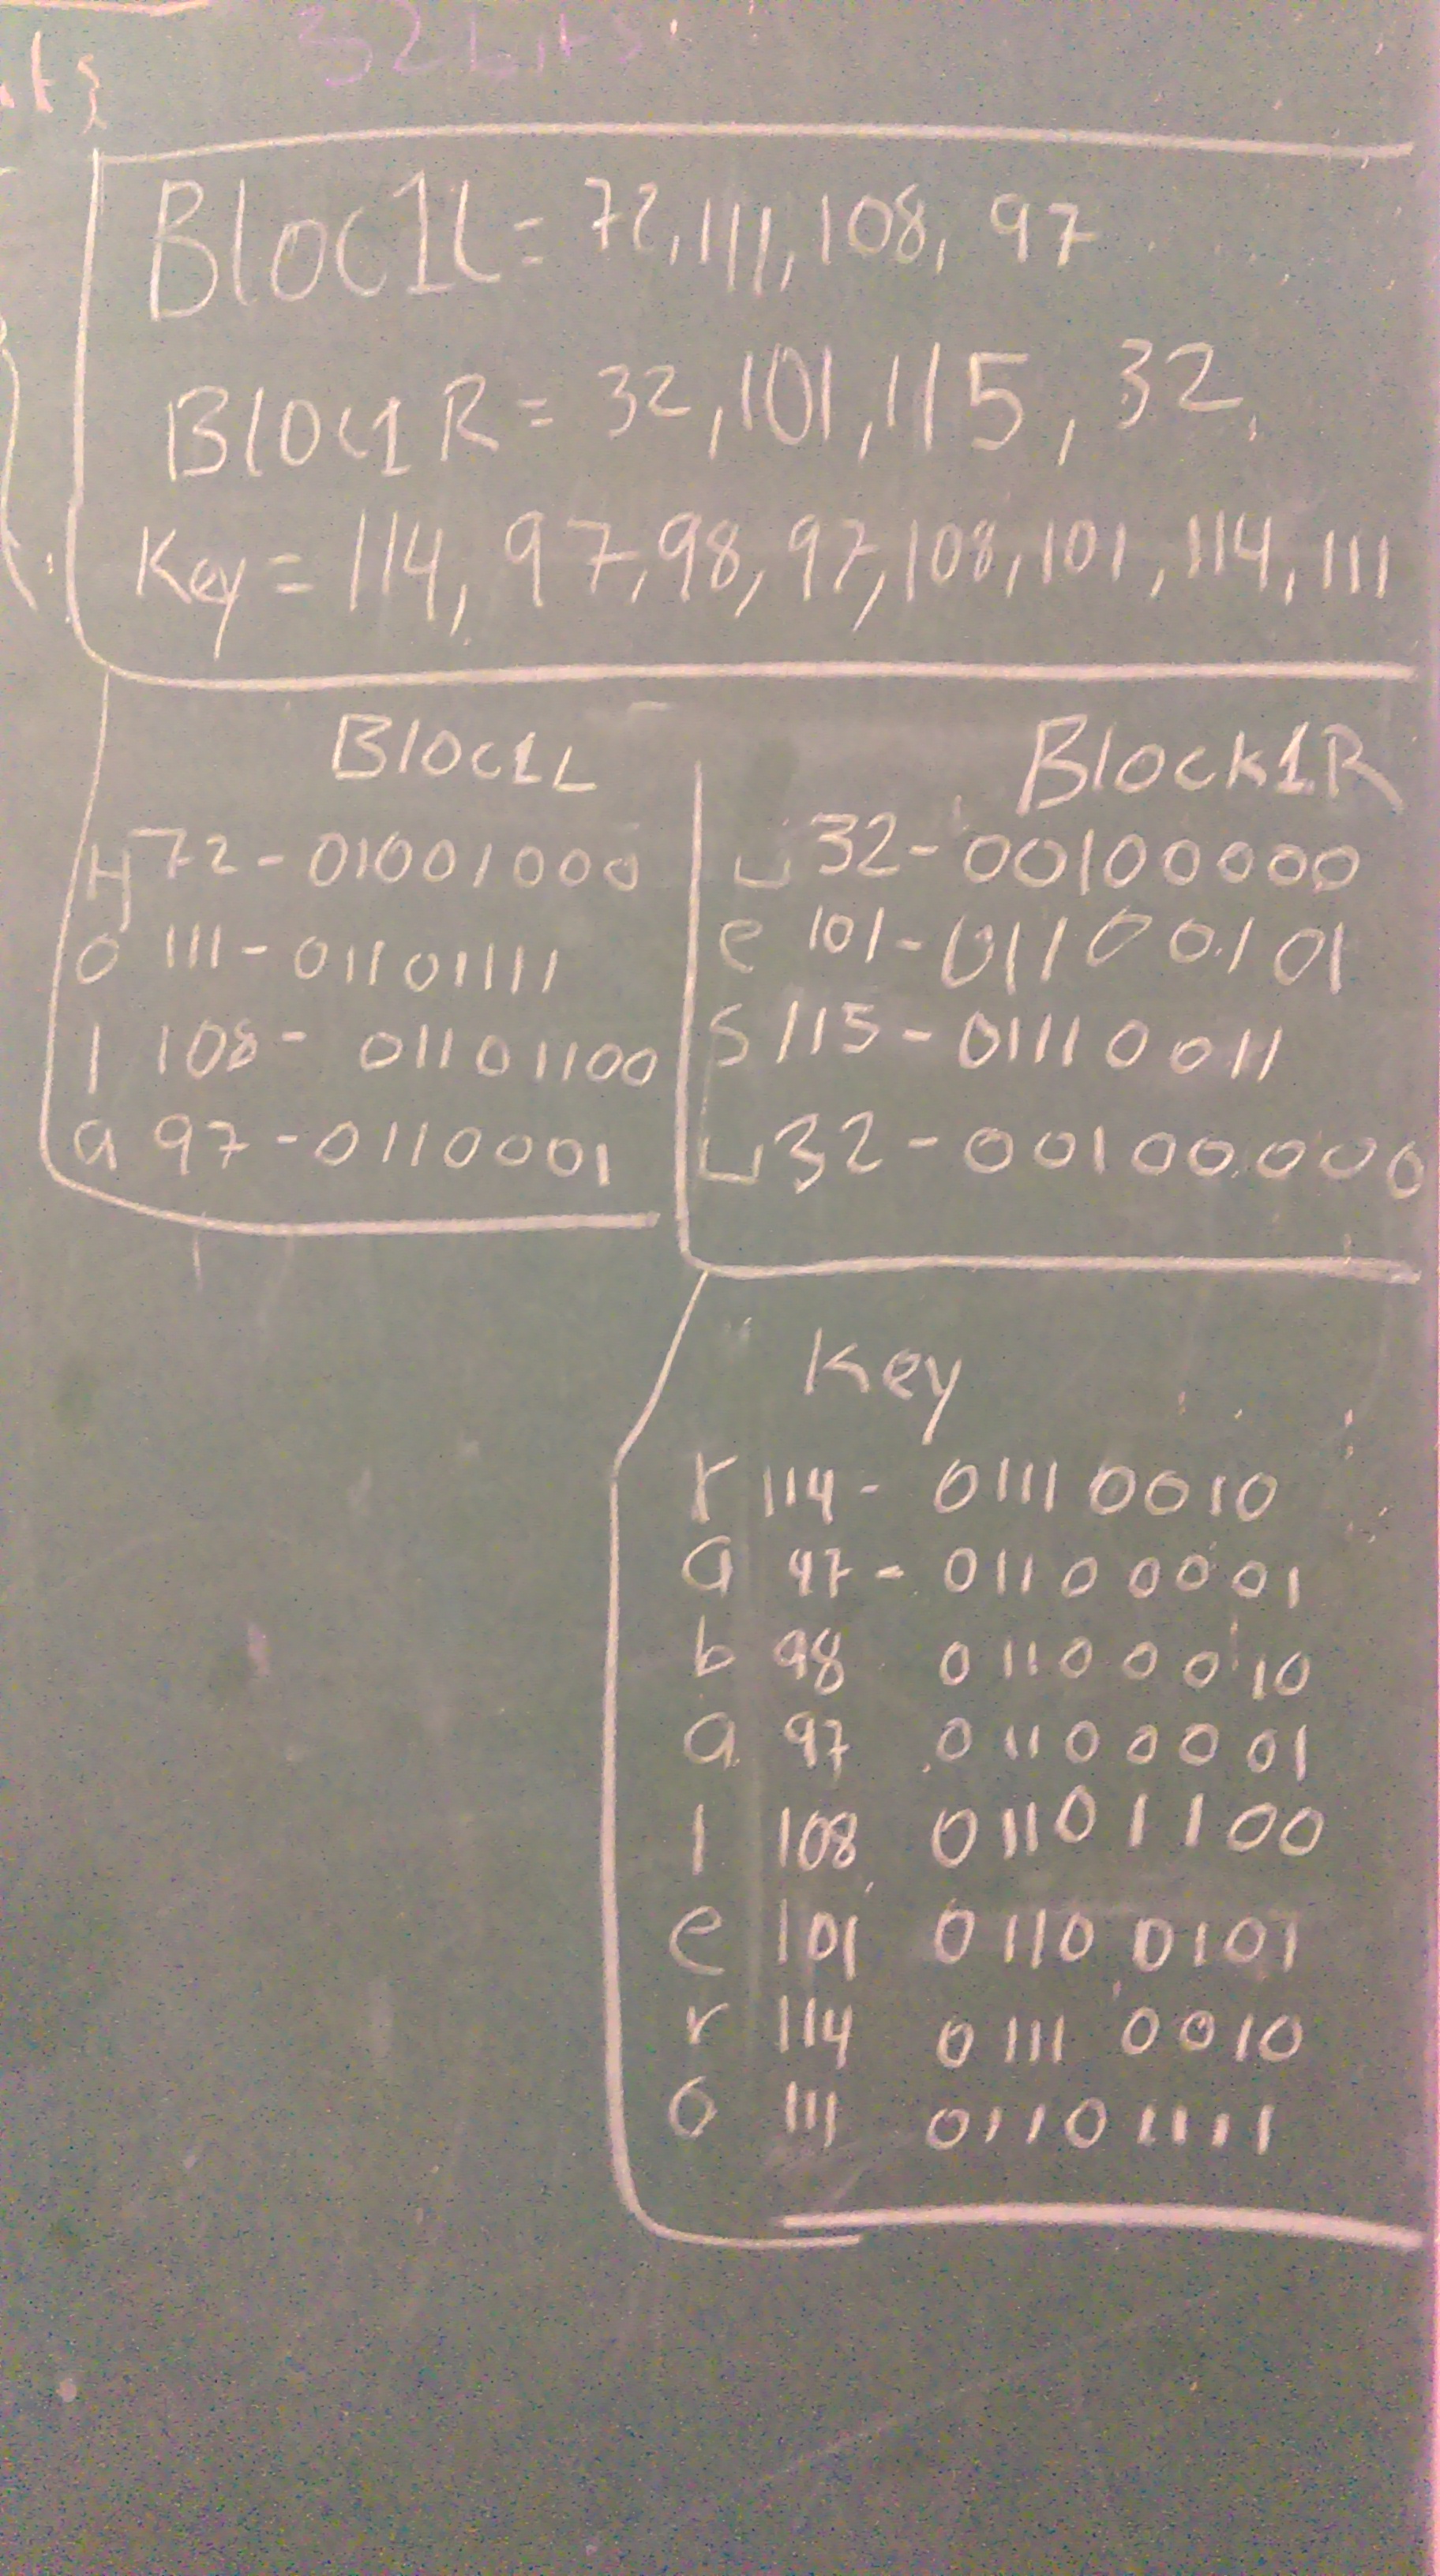 32 bits
Bloc1L = 72, 111, 108, 97
Bloc1R = 32, 101, 115, 32,
Key = 114, 97, 98, 97, 108, 101, 114, 111
Bloc1L
H 72 - 01001000
o 111 - 01101111
l 108 - 01101100
a 97 - 0110001
Block1R
␣ 32 - 00100000
e 101 - 01100101
S 115 - 01110011
␣ 32 - 00100000
Key
r 114 - 01110010
a 97 - 01100001
b 98 01100010
a 97 01100001
l 108 01101100
e 101 01100101
r 114 01110010
o 111 01101111